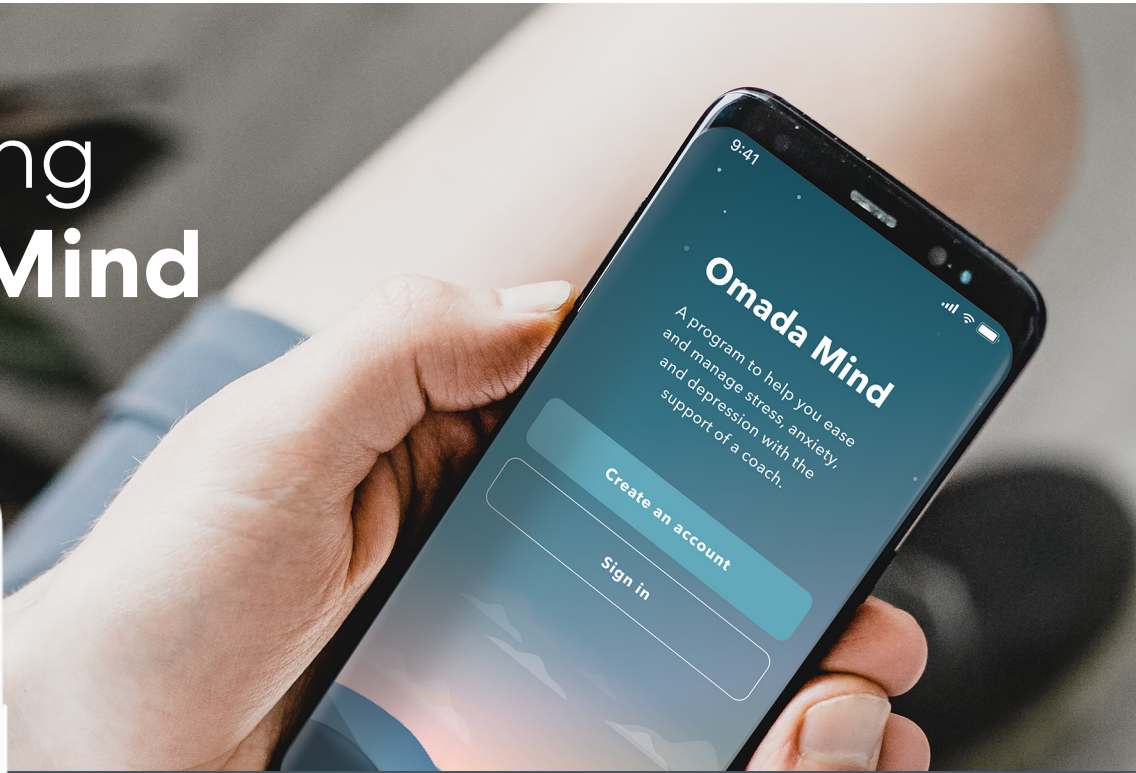 ng
Mind
9:41
Omada Mind
A program to help you ease
and manage stress, anxiety,
and depression with the
support of a coach.
Create an account
Sign in